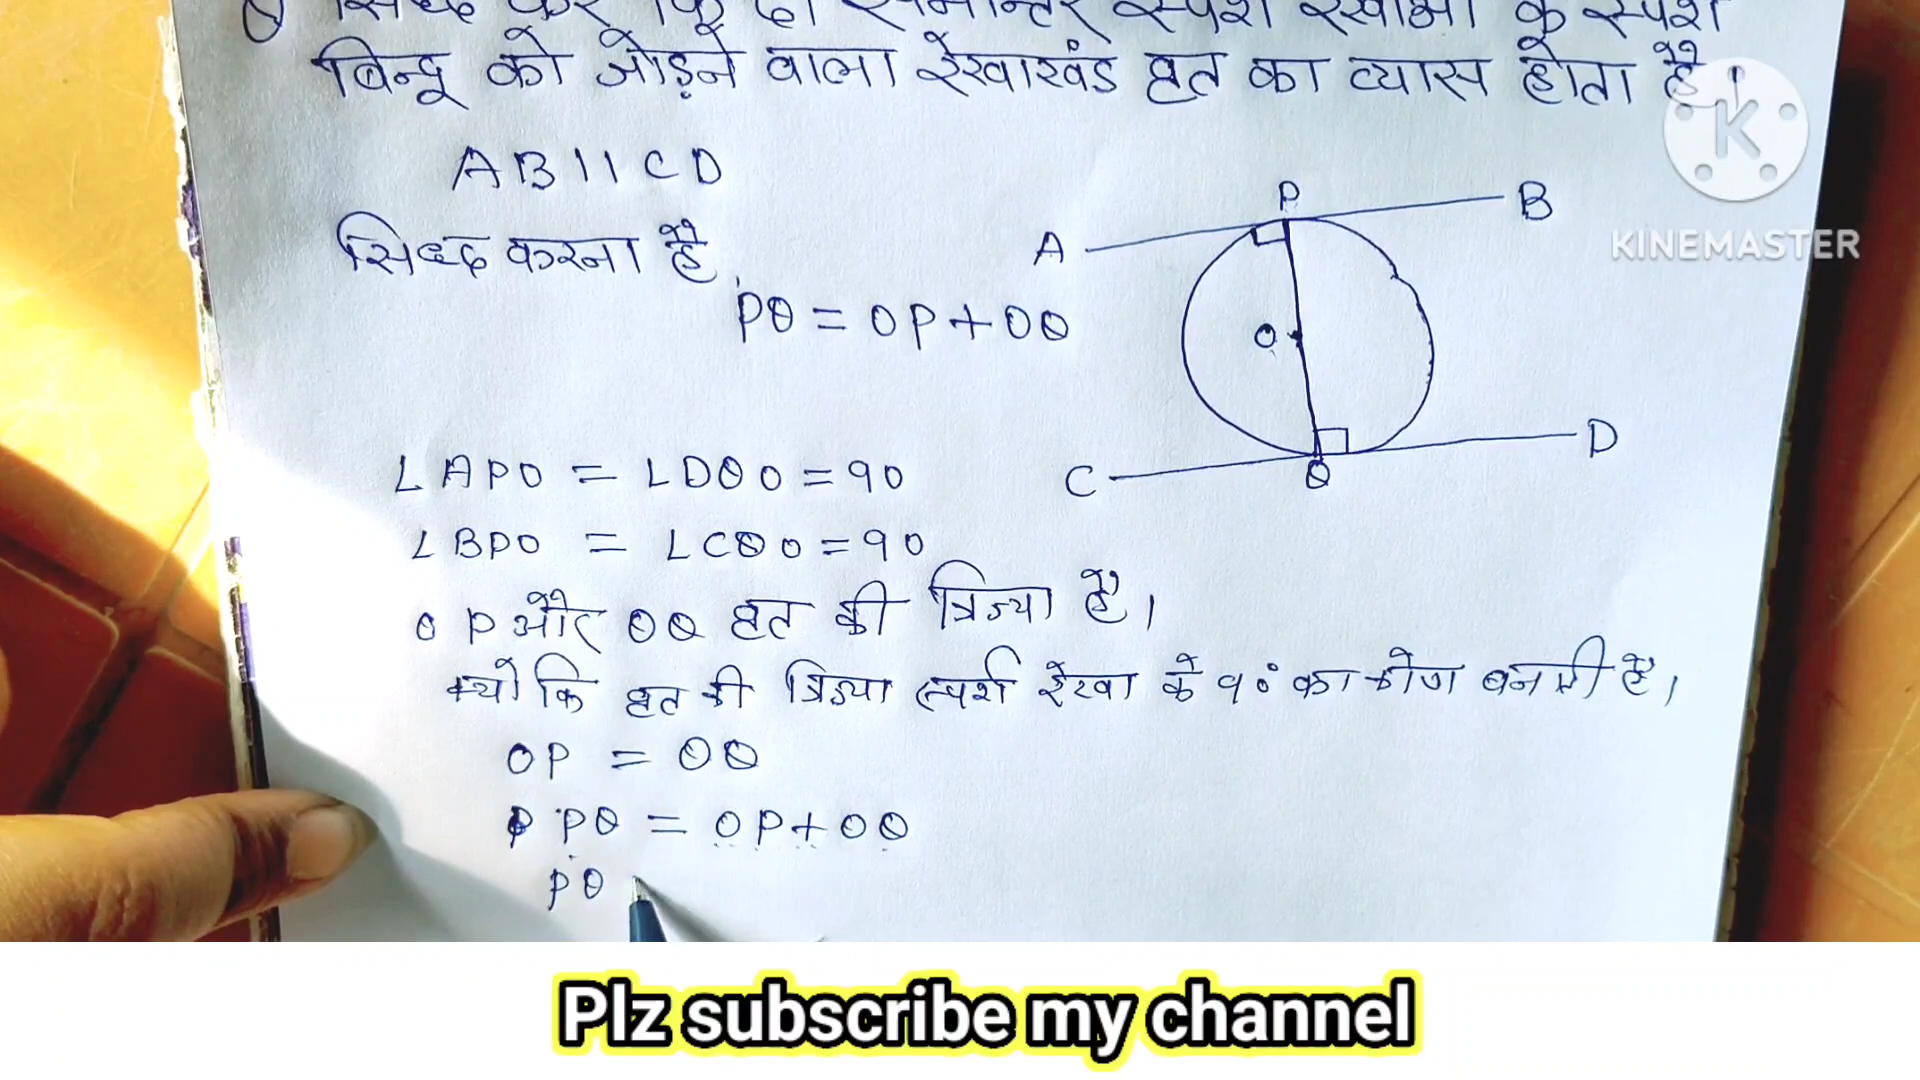 Q सिध्द करें कि दो समान्तर स्पर्श रेखाओं के स्पर्श
बिन्दू को जोड़ने वाला रेखाखंड वृत का व्यास होता है।
AB || CD
सिध्द करना है,
PQ = OP + OQ
P
B
A
O
C
Q
D
KINEMASTER
∠APO = ∠DQO = 90
∠BPO = ∠CQO = 90
OP और OQ वृत की त्रिज्या है।
क्योंकि वृत की त्रिज्या स्पर्श रेखा के 90° का कोण बनाती है।
OP = OQ
P PQ = OP + OQ
PQ
Plz subscribe my channel